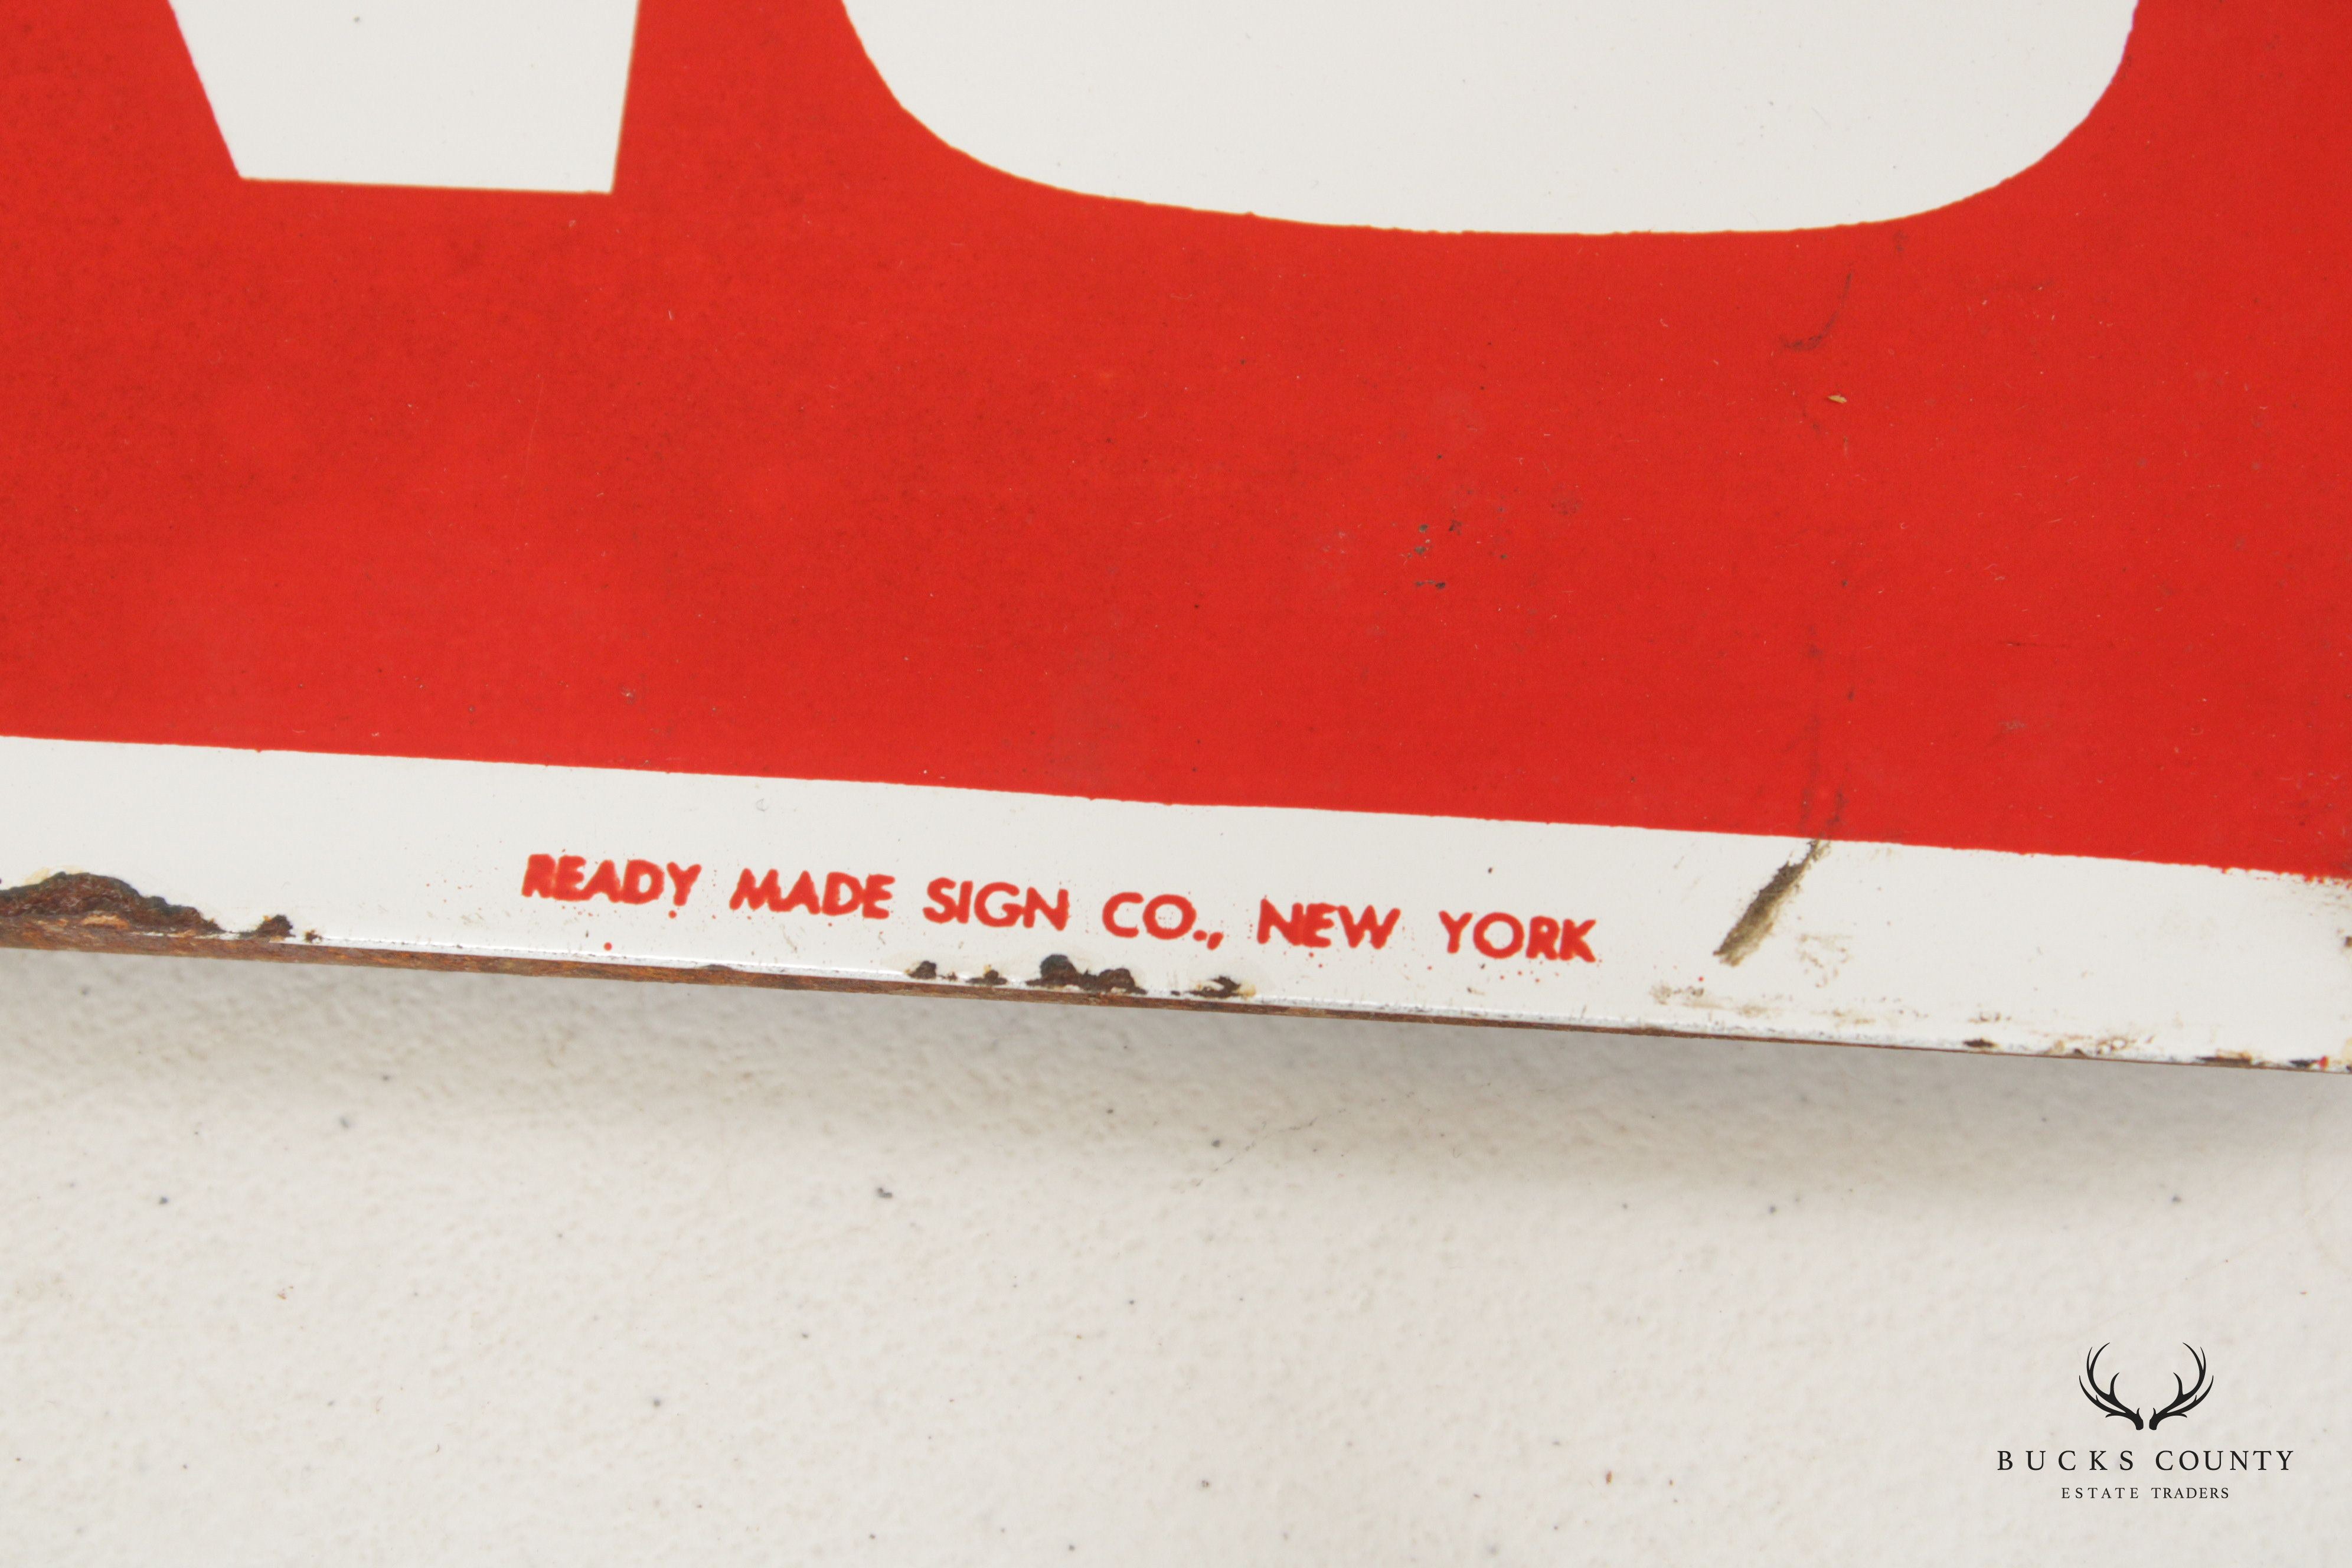 READY MADE SIGN CO., NEW YORK
BUCKS COUNTY
ESTATE TRADERS